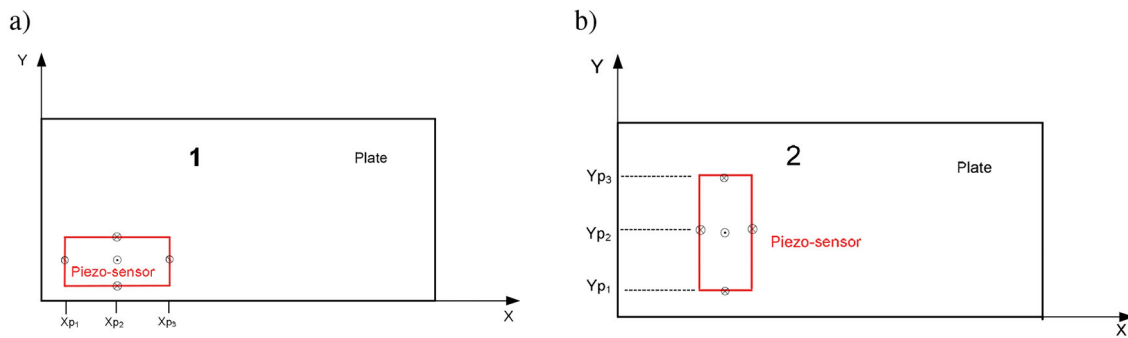 a)
Y
1
Plate
Piezo-sensor
Xp₁ Xp₂ Xp₃
X
b)
Y
2
Plate
Yp₃
Yp₂
Piezo-sensor
Yp₁
X